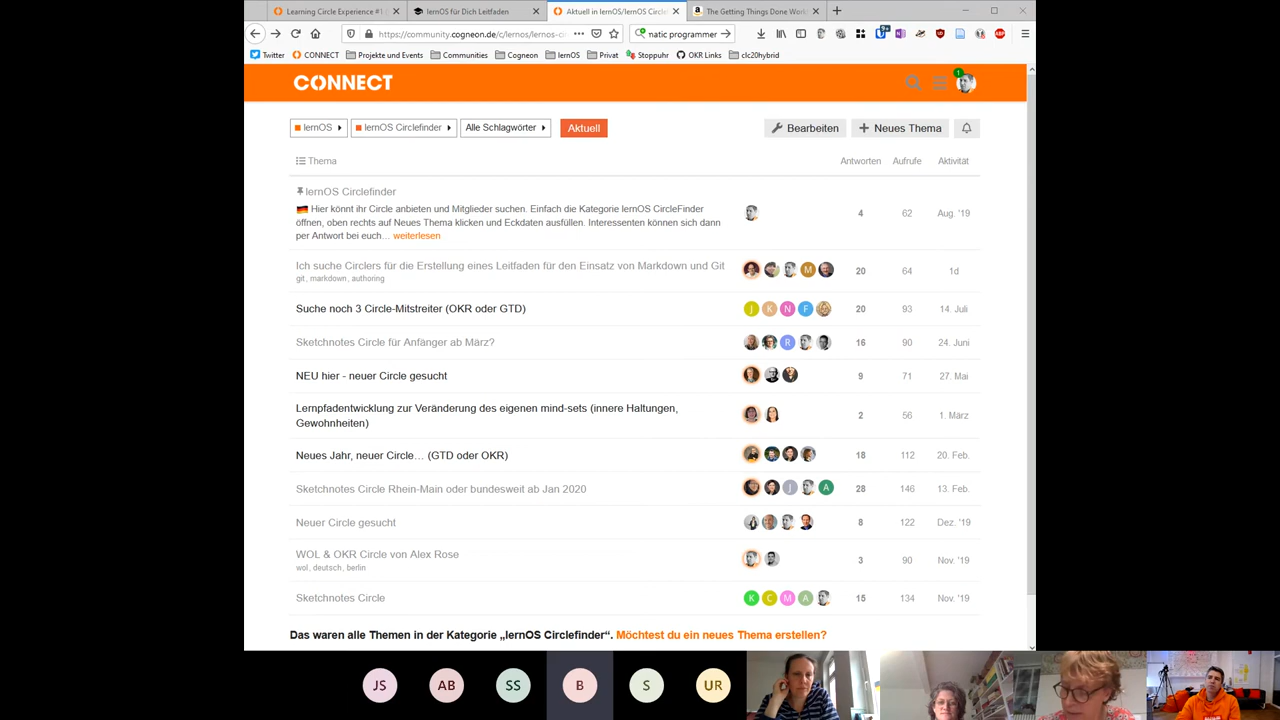 Learning Circle Experience #1
lernOS für Dich Leitfaden
Aktuell in lernOS/lernOS Circlef
The Getting Things Done Work
https://community.cogneon.de/c/lernos/lernos-ci
natic programmer
Twitter
CONNECT
Projekte und Events
Communities
Cogneon
lernOS
Privat
Stoppuhr
OKR Links
clc20hybrid
CONNECT
1
lernOS
lernOS Circlefinder
Alle Schlagwörter
Aktuell
Bearbeiten
Neues Thema
Thema
Antworten
Aufrufe
Aktivität
lernOS Circlefinder
Hier könnt ihr Circle anbieten und Mitglieder suchen. Einfach die Kategorie lernOS CircleFinder
öffnen, oben rechts auf Neues Thema klicken und Eckdaten ausfüllen. Interessenten können sich dann
per Antwort bei euch… weiterlesen
4 62 Aug. '19
Ich suche Circlers für die Erstellung eines Leitfaden für den Einsatz von Markdown und Git
git, markdown, authoring
M
20 64 1d
Suche noch 3 Circle-Mitstreiter (OKR oder GTD)
J K N F
20 93 14. Juli
Sketchnotes Circle für Anfänger ab März?
R
16 90 24. Juni
NEU hier - neuer Circle gesucht
9 71 27. Mai
Lernpfadentwicklung zur Veränderung des eigenen mind-sets (innere Haltungen,
Gewohnheiten)
2 56 1. März
Neues Jahr, neuer Circle… (GTD oder OKR)
18 112 20. Feb.
Sketchnotes Circle Rhein-Main oder bundesweit ab Jan 2020
J A
28 146 13. Feb.
Neuer Circle gesucht
8 122 Dez. '19
WOL & OKR Circle von Alex Rose
wol, deutsch, berlin
3 90 Nov. '19
Sketchnotes Circle
K C M A
15 134 Nov. '19
Das waren alle Themen in der Kategorie „lernOS Circlefinder“. Möchtest du ein neues Thema erstellen?
JS
AB
SS
B
S
UR